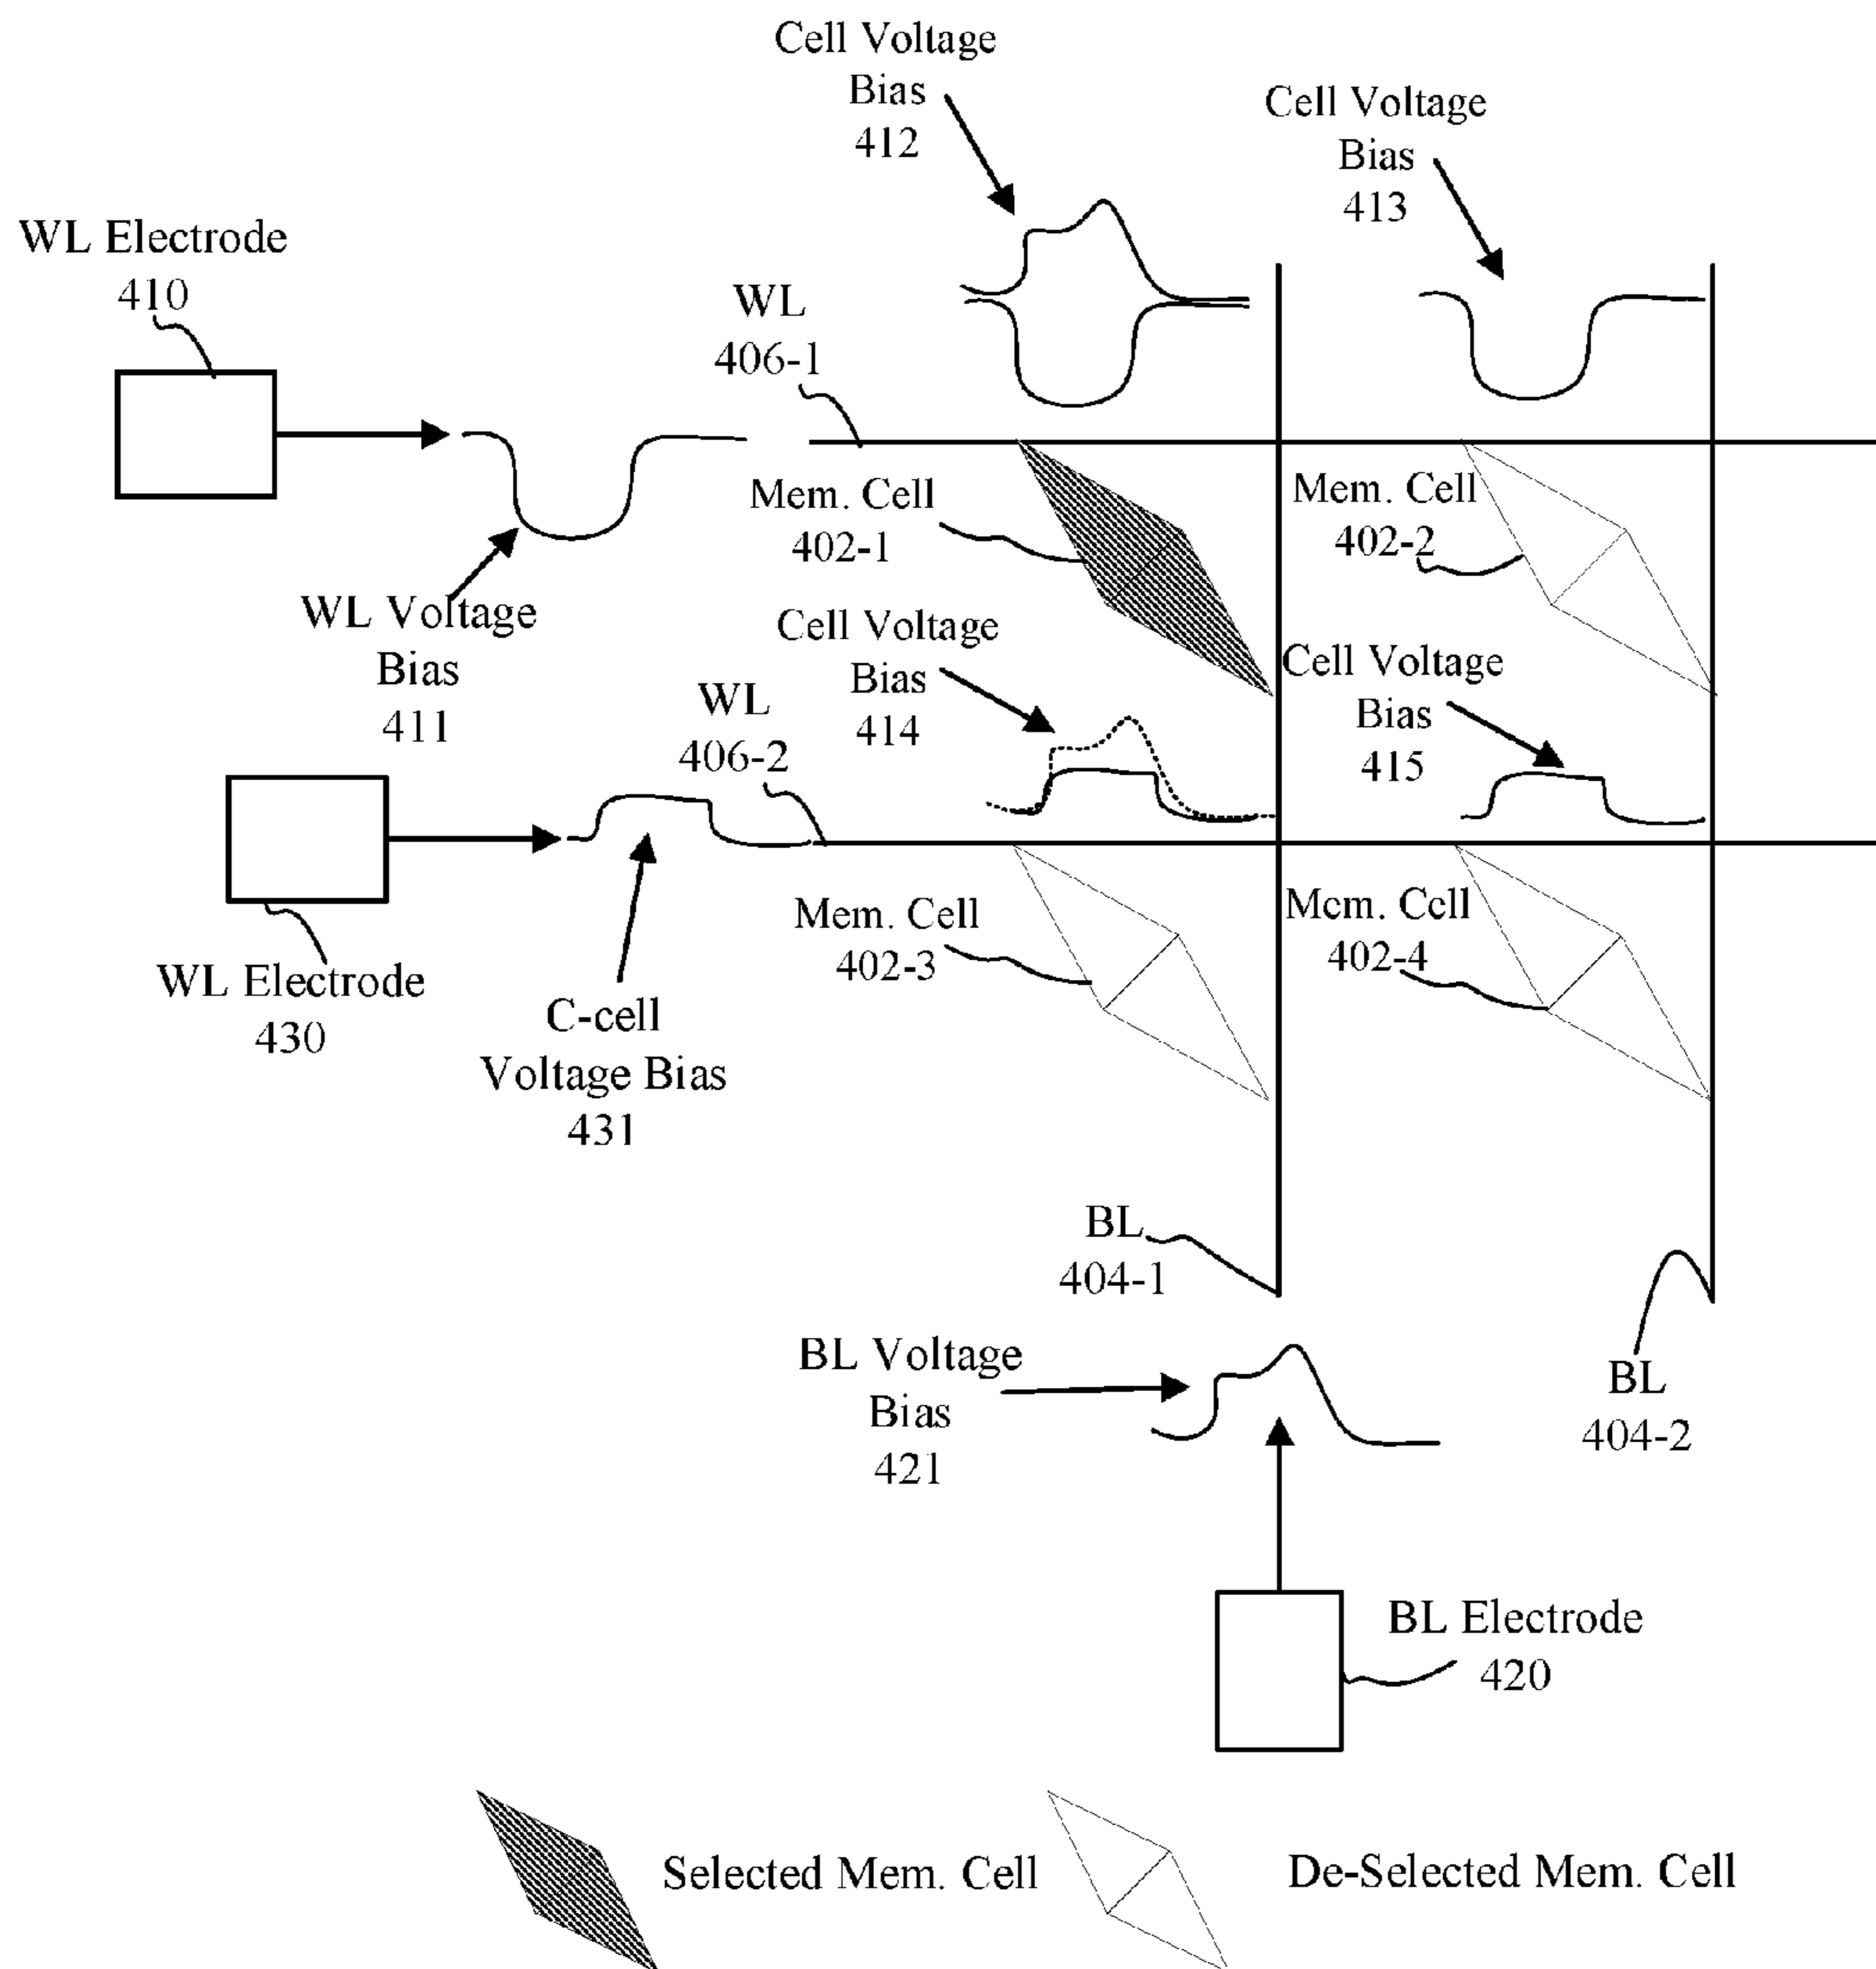 Cell Voltage
Bias
412
Cell Voltage
Bias
413
WL Electrode
410
WL
406-1
Mem. Cell
402-1
Mem. Cell
402-2
WL Voltage
Bias
411
Cell Voltage
Bias
414
Cell Voltage
Bias
415
WL
406-2
Mem. Cell
402-3
Mem. Cell
402-4
WL Electrode
430
C-cell
Voltage Bias
431
BL
404-1
BL Voltage
Bias
421
BL
404-2
BL Electrode
420
Selected Mem. Cell
De-Selected Mem. Cell